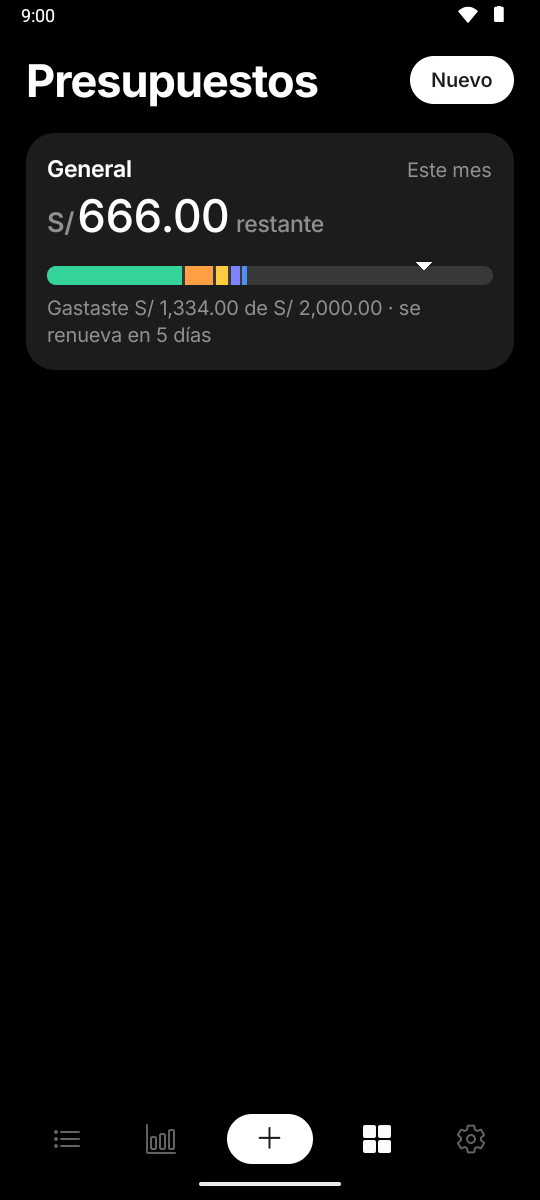 9:00
Presupuestos
Nuevo
General
Este mes
S/666.00 restante
Gastaste S/ 1,334.00 de S/ 2,000.00 · se
renueva en 5 días